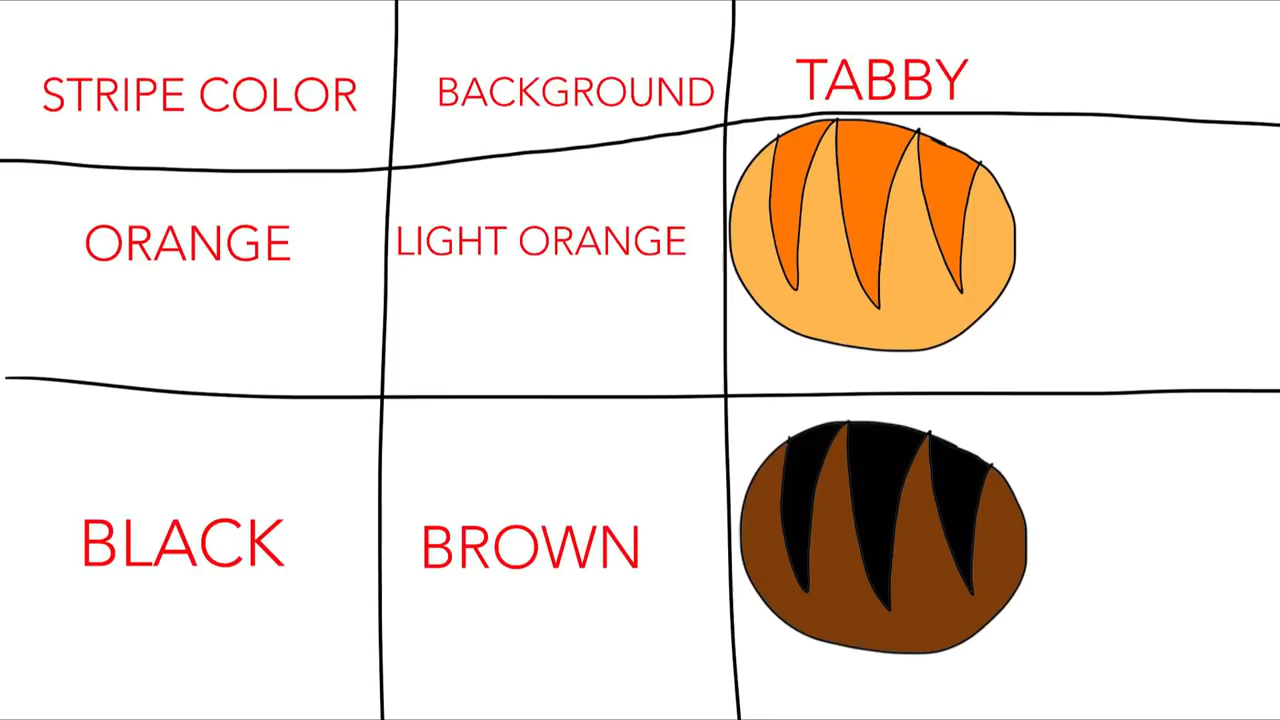 STRIPE COLOR
BACKGROUND
TABBY
ORANGE
LIGHT ORANGE
BLACK
BROWN